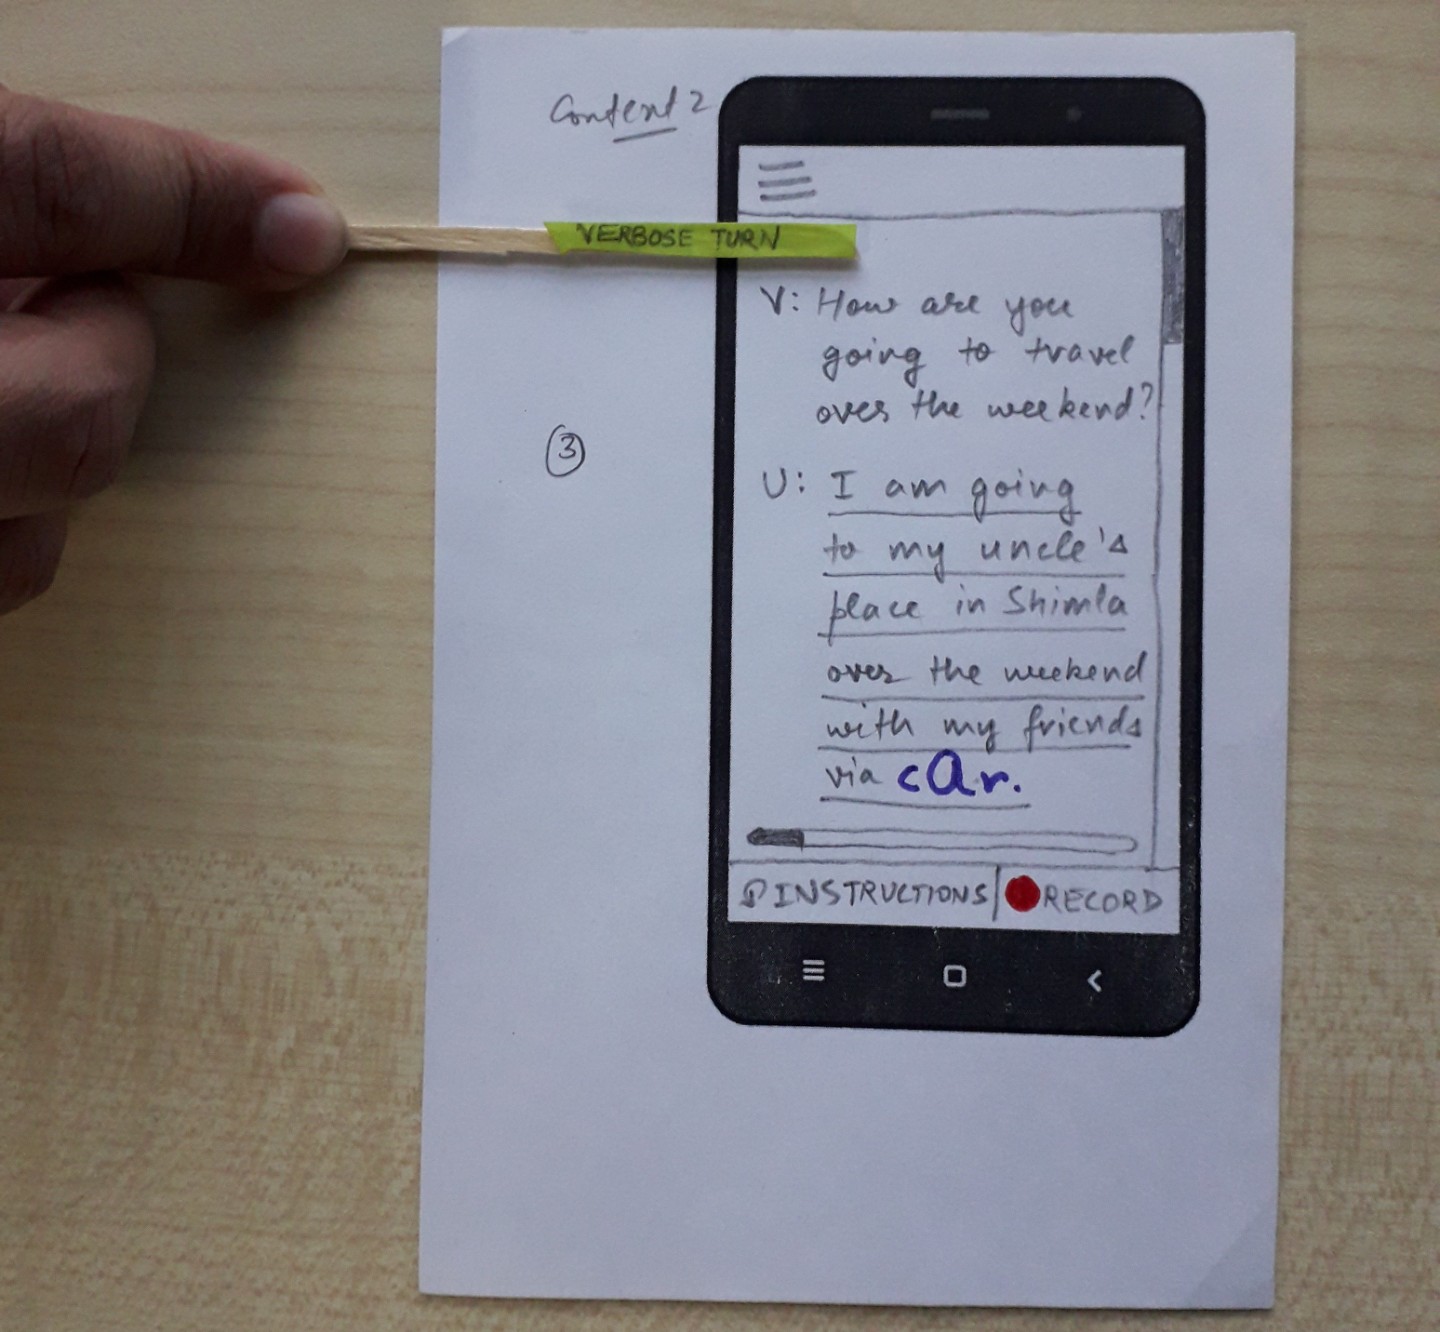 Context 2
VERBOSE TURN
V: How are you
going to travel
over the weekend?
3
U: I am going
to my uncle's
place in Shimla
over the weekend
with my friends
via car.
INSTRUCTIONS | RECORD